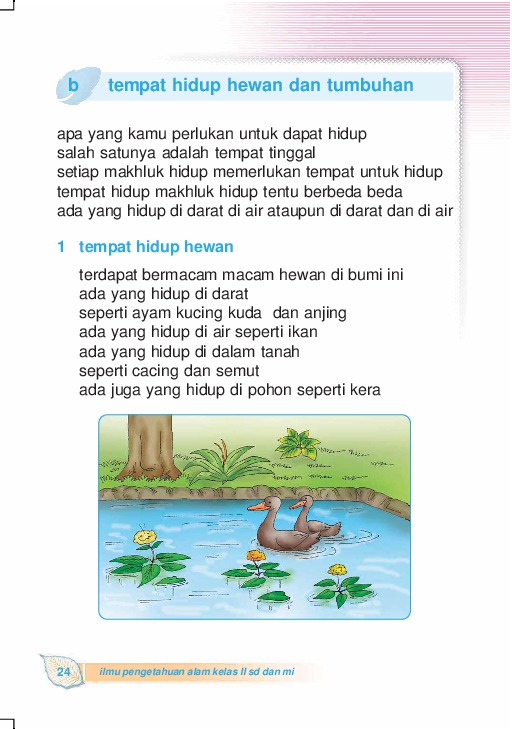 b tempat hidup hewan dan tumbuhan
apa yang kamu perlukan untuk dapat hidup
salah satunya adalah tempat tinggal
setiap makhluk hidup memerlukan tempat untuk hidup
tempat hidup makhluk hidup tentu berbeda beda
ada yang hidup di darat di air ataupun di darat dan di air
1 tempat hidup hewan
terdapat bermacam macam hewan di bumi ini
ada yang hidup di darat
seperti ayam kucing kuda dan anjing
ada yang hidup di air seperti ikan
ada yang hidup di dalam tanah
seperti cacing dan semut
ada juga yang hidup di pohon seperti kera
24 ilmu pengetahuan alam kelas II sd dan mi